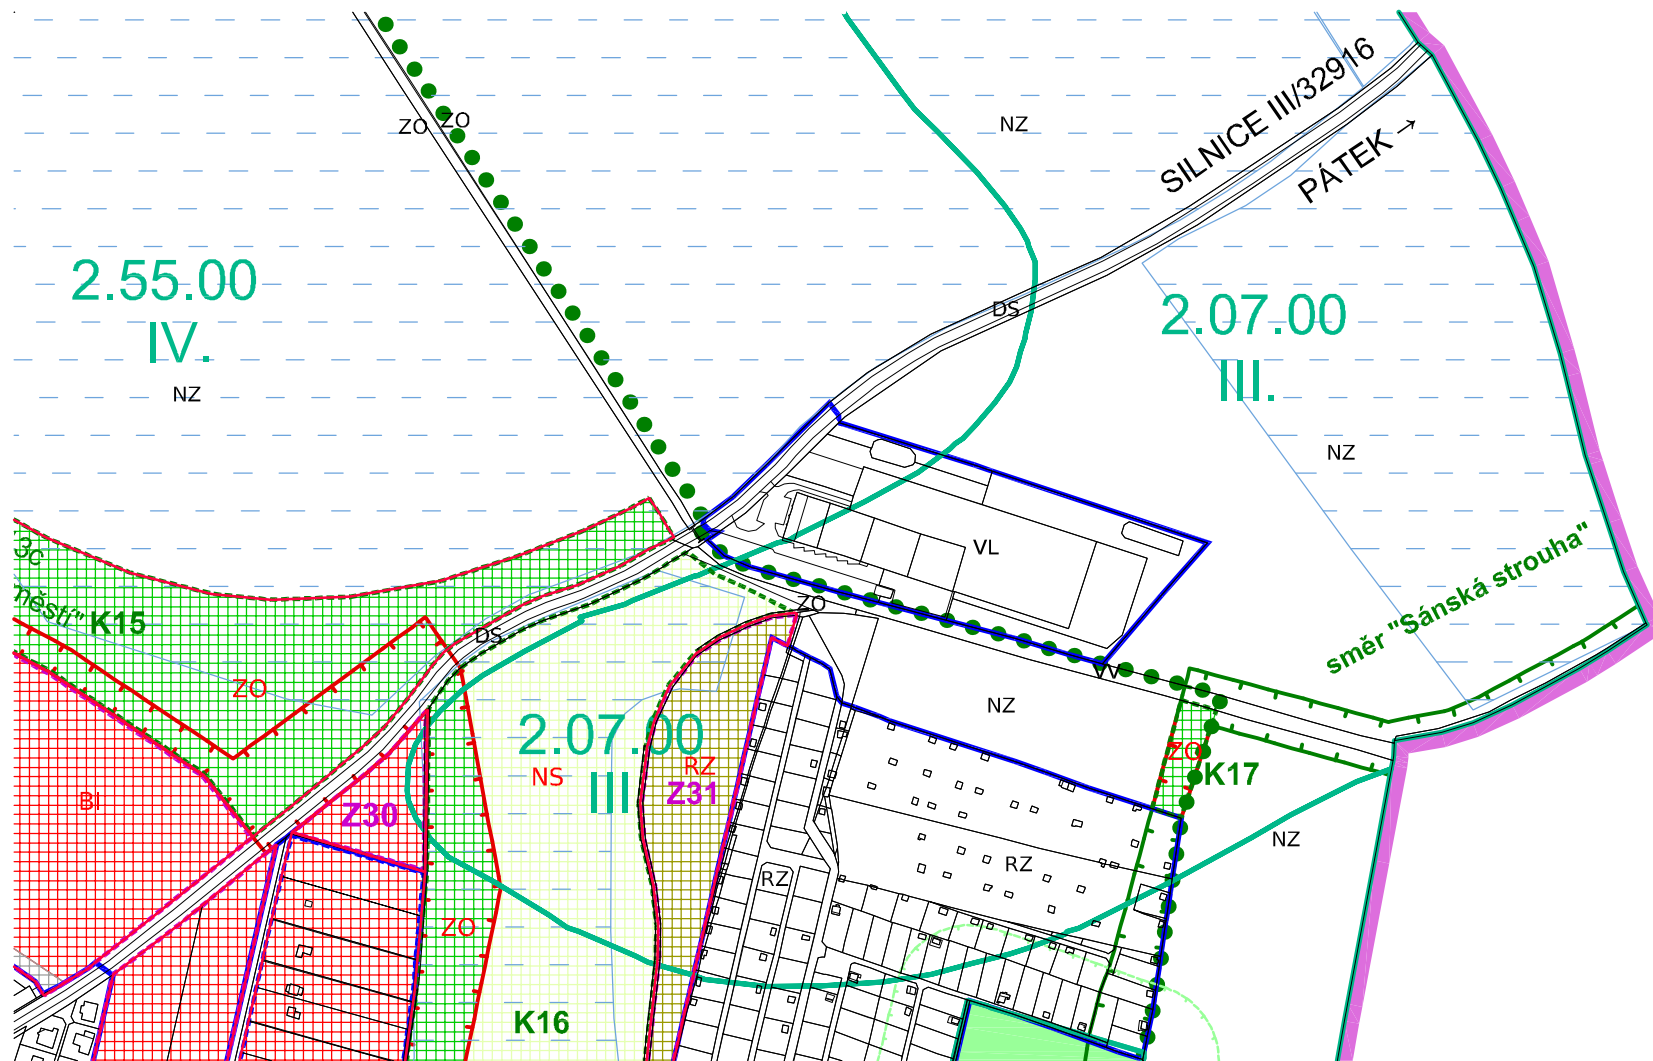 SILNICE III/32916
PÁTEK →
ZO
ZO
NZ
2.55.00
IV.
NZ
DS
2.07.00
III.
NZ
VL
3c
městí" K15
směr "Sánská strouha"
ZO
DS
ZO
VV
NZ
ZO
K17
2.07.00
III
NS
RZ
Z31
BI
Z30
NZ
RZ
RZ
ZO
K16